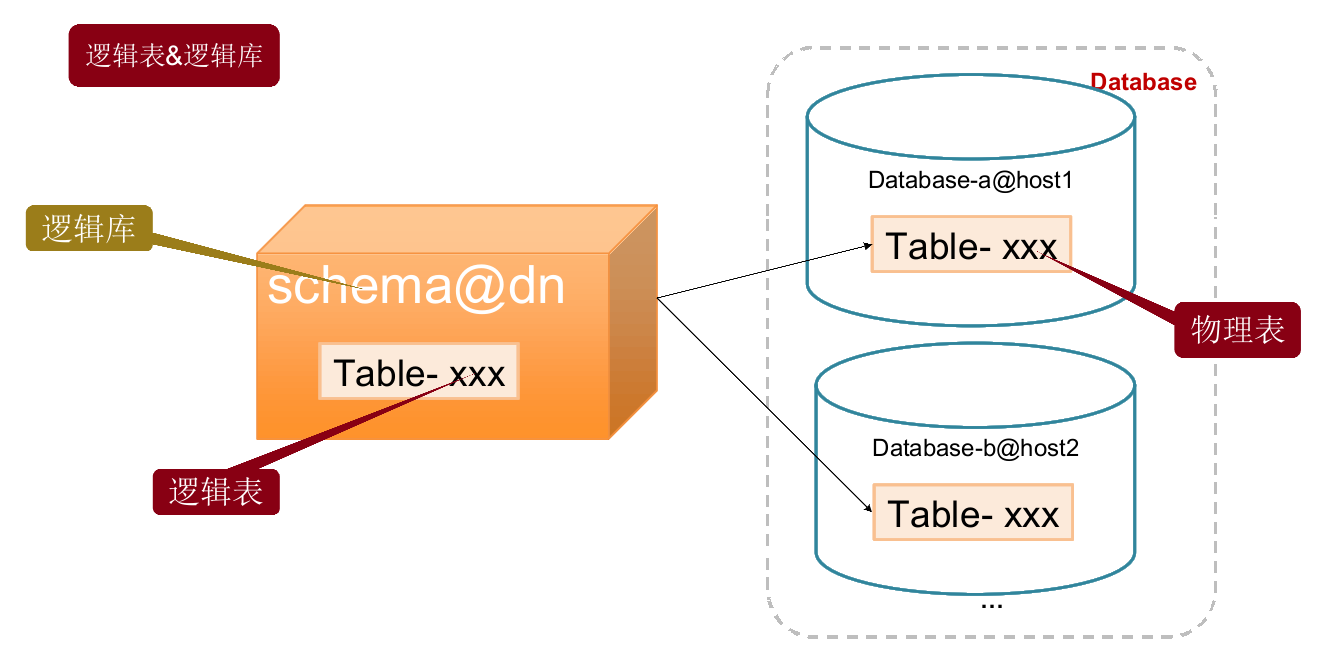 逻辑表&逻辑库
Database
Database-a@host1
逻辑库
Table- xxx
schema@dn
物理表
Table- xxx
Database-b@host2
逻辑表
Table- xxx
...